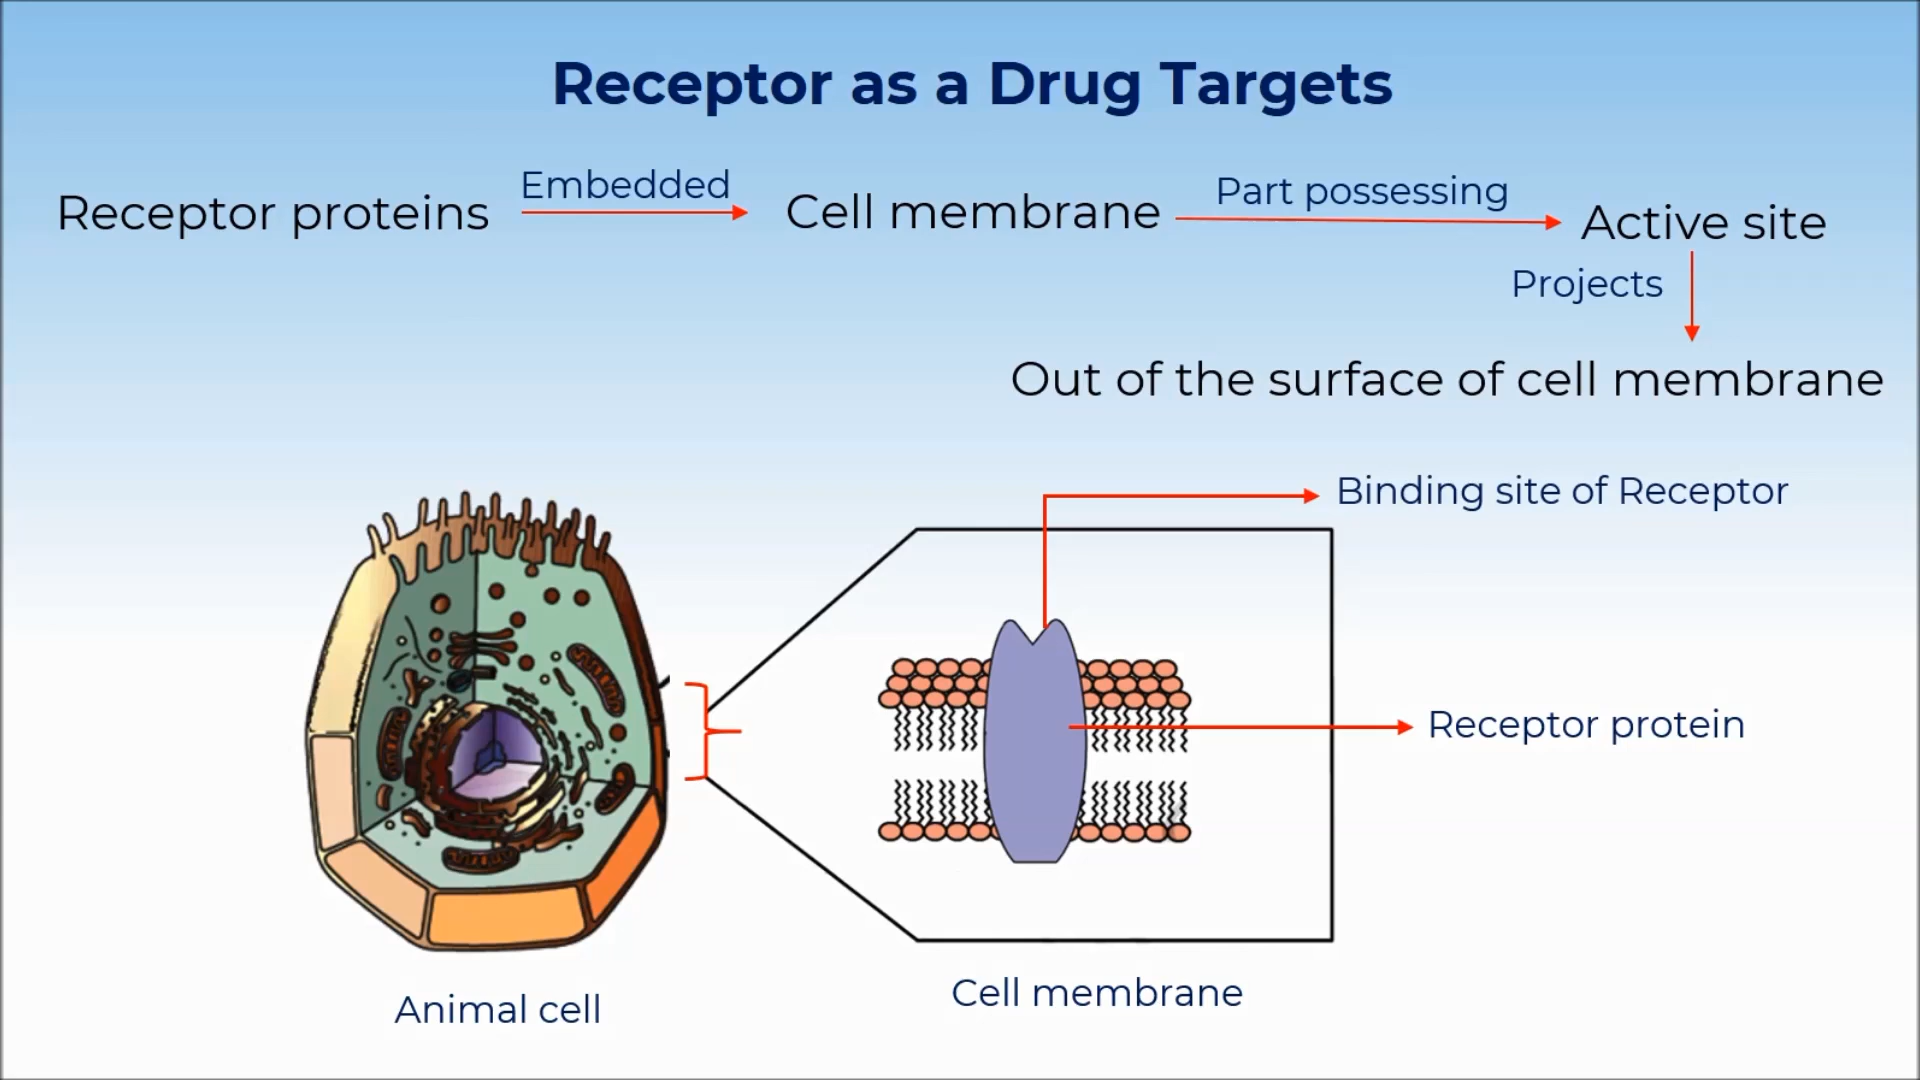 Receptor as a Drug Targets
Receptor proteins
Embedded
Cell membrane
Part possessing
Active site
Projects
Out of the surface of cell membrane
Binding site of Receptor
Receptor protein
Animal cell
Cell membrane